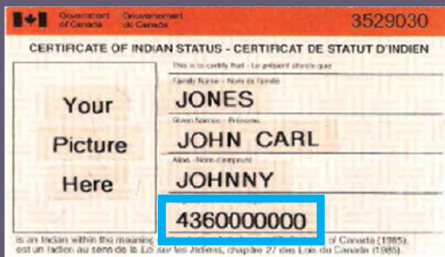 Government Gouvernement
of Canada du Canada
3529030
CERTIFICATE OF INDIAN STATUS - CERTIFICAT DE STATUT D'INDIEN
This is to certify that - Le présent atteste que
Family Name - Nom de famille
JONES
Given Names - Prénoms
JOHN CARL
Alias - Nom d'emprunt
JOHNNY
Your
Picture
Here
4360000000
is an Indian within the meaning of Canada (1985).
est un Indien au sens de la Loi sur les Indiens, chapitre 27 des Lois du Canada (1985).